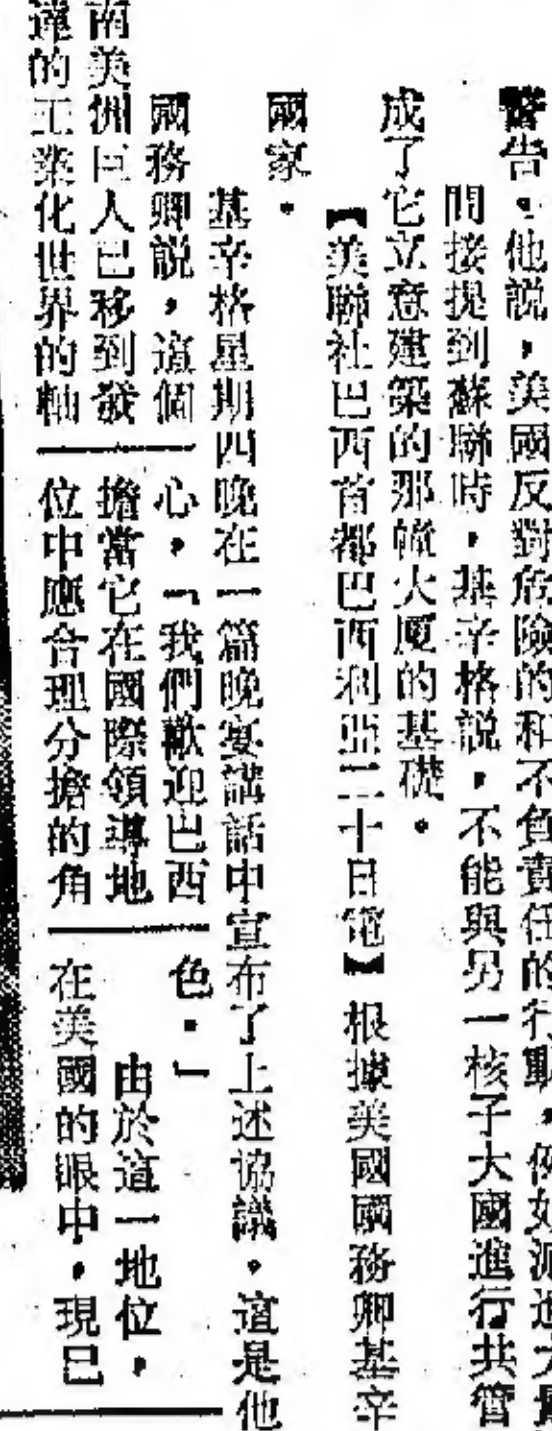 警告。他說，美國反對危險的和不負責任的行動，例如派遣大
間接提到蘇聯時，基辛格說，不能與另一核子大國進行共管
成了它立意建築的那幢大廈的基礎。
【美聯社巴西首都巴西利亞二十日電】根據美國國務卿基辛
國家。
基辛格星期四晚在一篇晚宴講話中宣布了上述協議。這是他
國務卿說，這個
南美洲巨人已移到發
達的工業化世界的軸
心，「我們歡迎巴西
擔當它在國際領導地
位中應合理分擔的角
色。」
由於這一地位，
在美國的眼中，現已